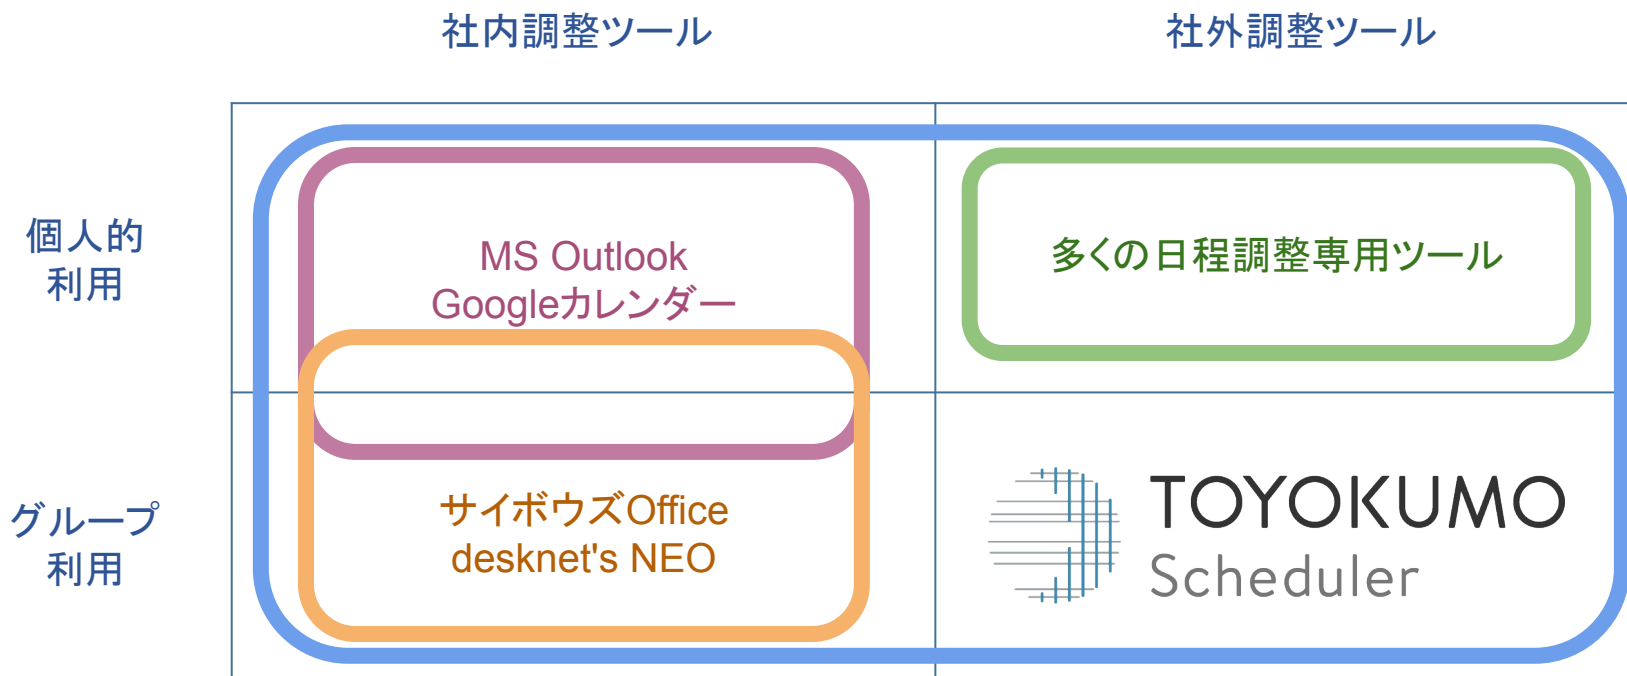 社内調整ツール
社外調整ツール
個人的
利用
MS Outlook
Googleカレンダー
多くの日程調整専用ツール
グループ
利用
サイボウズOffice
desknet's NEO
TOYOKUMO
Scheduler